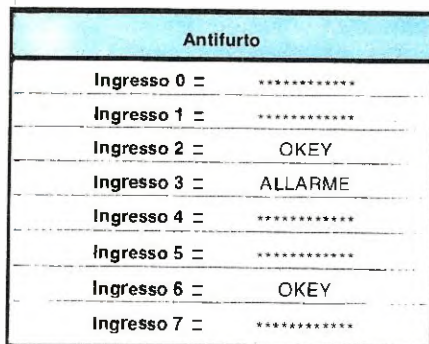 Antifurto
Ingresso 0 = ************
Ingresso 1 = ************
Ingresso 2 = OKEY
Ingresso 3 = ALLARME
Ingresso 4 = ************
Ingresso 5 = ************
Ingresso 6 = OKEY
Ingresso 7 = ************